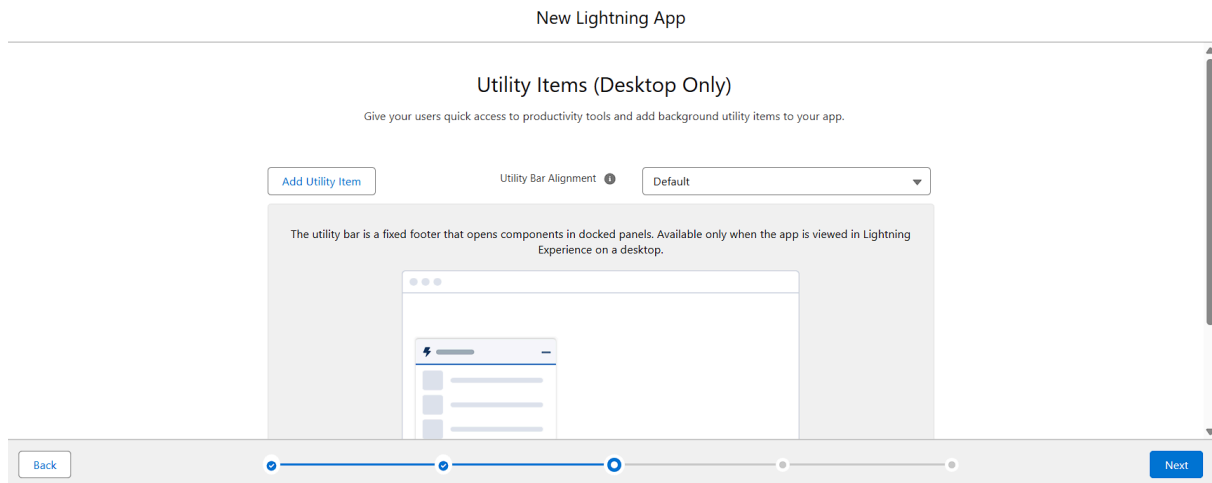 New Lightning App
Utility Items (Desktop Only)
Give your users quick access to productivity tools and add background utility items to your app.
Add Utility Item
Utility Bar Alignment
Default
The utility bar is a fixed footer that opens components in docked panels. Available only when the app is viewed in Lightning
Experience on a desktop.
Back
Next